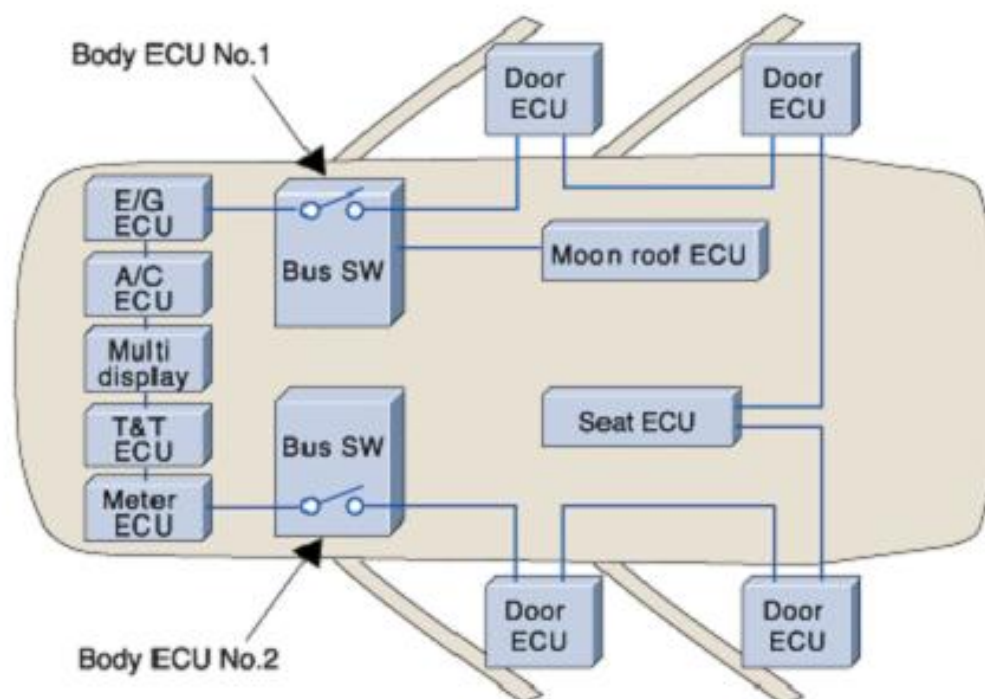 Body ECU No.1
Door
ECU
Door
ECU
E/G
ECU
Bus SW
Moon roof ECU
A/C
ECU
Multi
display
T&T
ECU
Meter
ECU
Bus SW
Seat ECU
Door
ECU
Door
ECU
Body ECU No.2